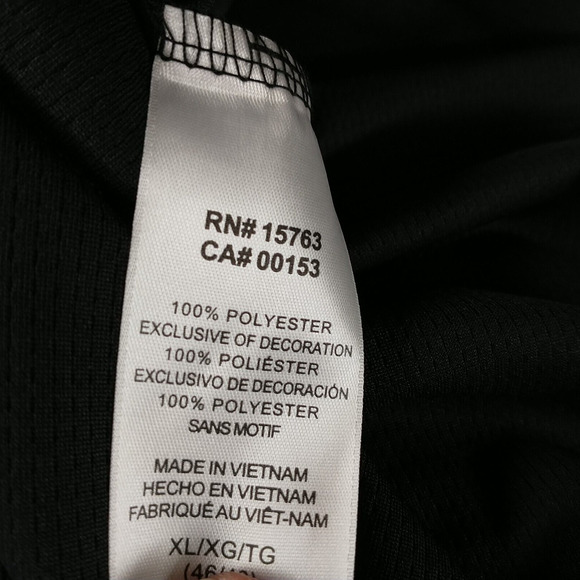 RN# 15763
CA# 00153
100% POLYESTER
EXCLUSIVE OF DECORATION
100% POLIÉSTER
EXCLUSIVO DE DECORACIÓN
100% POLYESTER
SANS MOTIF
MADE IN VIETNAM
HECHO EN VIETNAM
FABRIQUÉ AU VIÊT-NAM
XL/XG/TG